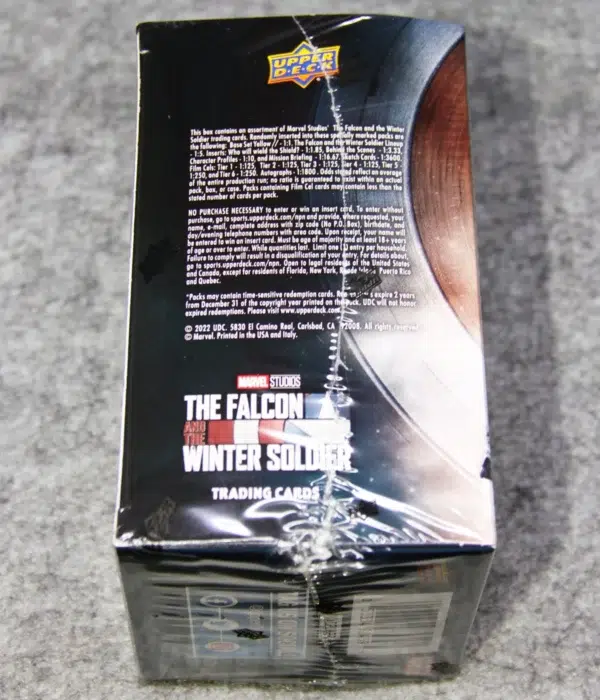 UPPER
D·E·C·K
This box contains an assortment of Marvel Studios' The Falcon and the Winter
Soldier trading cards. Randomly inserted into these specially marked packs are
the following: Base Set Yellow // - 1:1, The Falcon and the Winter Soldier Lineup
- 1:5. Inserts: Who will wield the Shield? - 1:1.85, Behind the Scenes - 1:3.33,
Character Profiles - 1:10, and Mission Briefing - 1:16.67. Sketch Cards - 1:3600.
Film Cels: Tier 1 - 1:125, Tier 2 - 1:125, Tier 3 - 1:125, Tier 4 - 1:125, Tier 5 -
1:250, and Tier 6 - 1:250. Autographs - 1:1800. Odds stated reflect an average
of the entire production run; no ratio is guaranteed to exist within an actual
pack, box, or case. Packs containing Film Cel cards may contain less than the
stated number of cards per pack.
NO PURCHASE NECESSARY to enter or win an insert card. To enter without
purchase, go to sports.upperdeck.com/npn and provide, where requested, your
name, e-mail, complete address with zip code (No P.O. Box), birthdate, and
day/evening telephone numbers with area code. Upon receipt, your name will
be entered to win an insert card. Must be age of majority and at least 18+ years
of age or over to enter. While quantities last. Limit one (1) entry per household.
Failure to comply will result in a disqualification of your entry. For details about,
go to sports.upperdeck.com/npn. Open to legal residents of the United States
and Canada, except for residents of Florida, New York, Puerto Rico
and Quebec.
*Packs may contain time-sensitive redemption cards. expire 2 years
from December 31 of the copyright year printed on the pack. UDC will not honor
expired redemptions. Please visit www.upperdeck.com.
© 2022 UDC. 5830 El Camino Real, Carlsbad, CA 92008. All rights reserved.
© Marvel. Printed in the USA and Italy.
MARVEL STUDIOS
THE FALCON
AND
THE
WINTER SOLDIER
TRADING CARDS